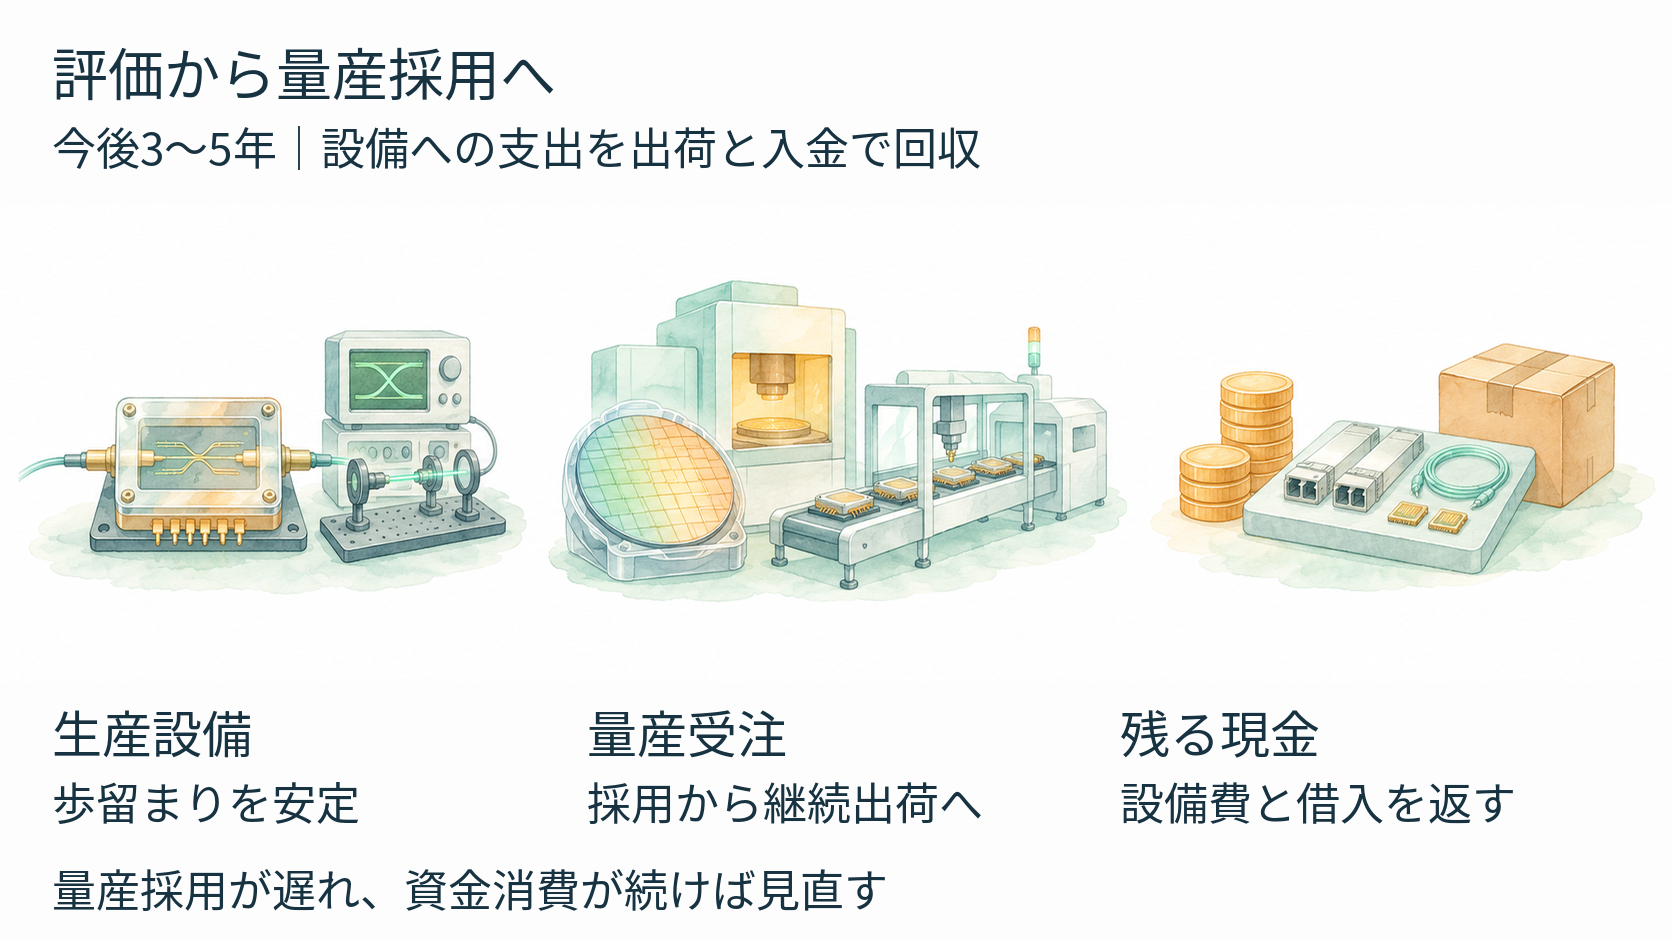 評価から量産採用へ
今後3〜5年｜設備への支出を出荷と入金で回収
生産設備
歩留まりを安定
量産受注
採用から継続出荷へ
残る現金
設備費と借入を返す
量産採用が遅れ、資金消費が続けば見直す